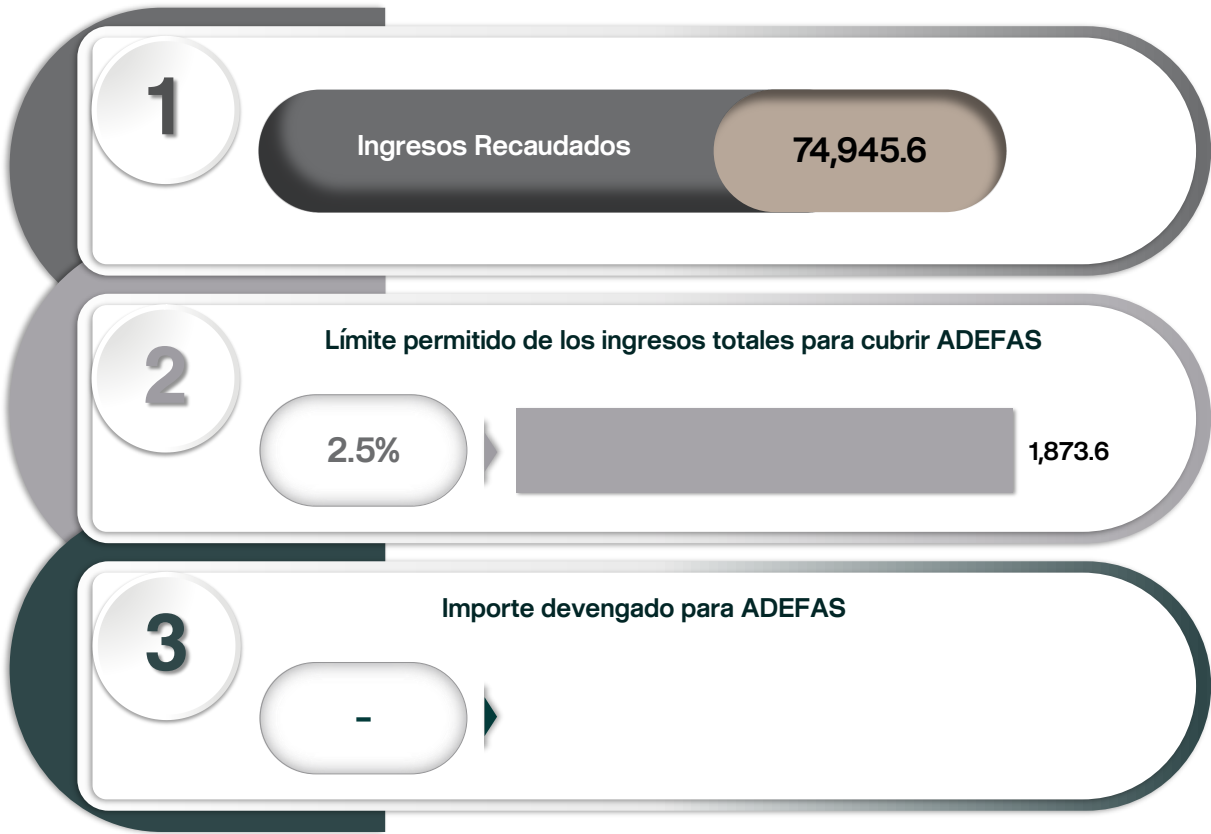 1
Ingresos Recaudados
74,945.6
2
Límite permitido de los ingresos totales para cubrir ADEFAS
2.5%
1,873.6
3
Importe devengado para ADEFAS
-